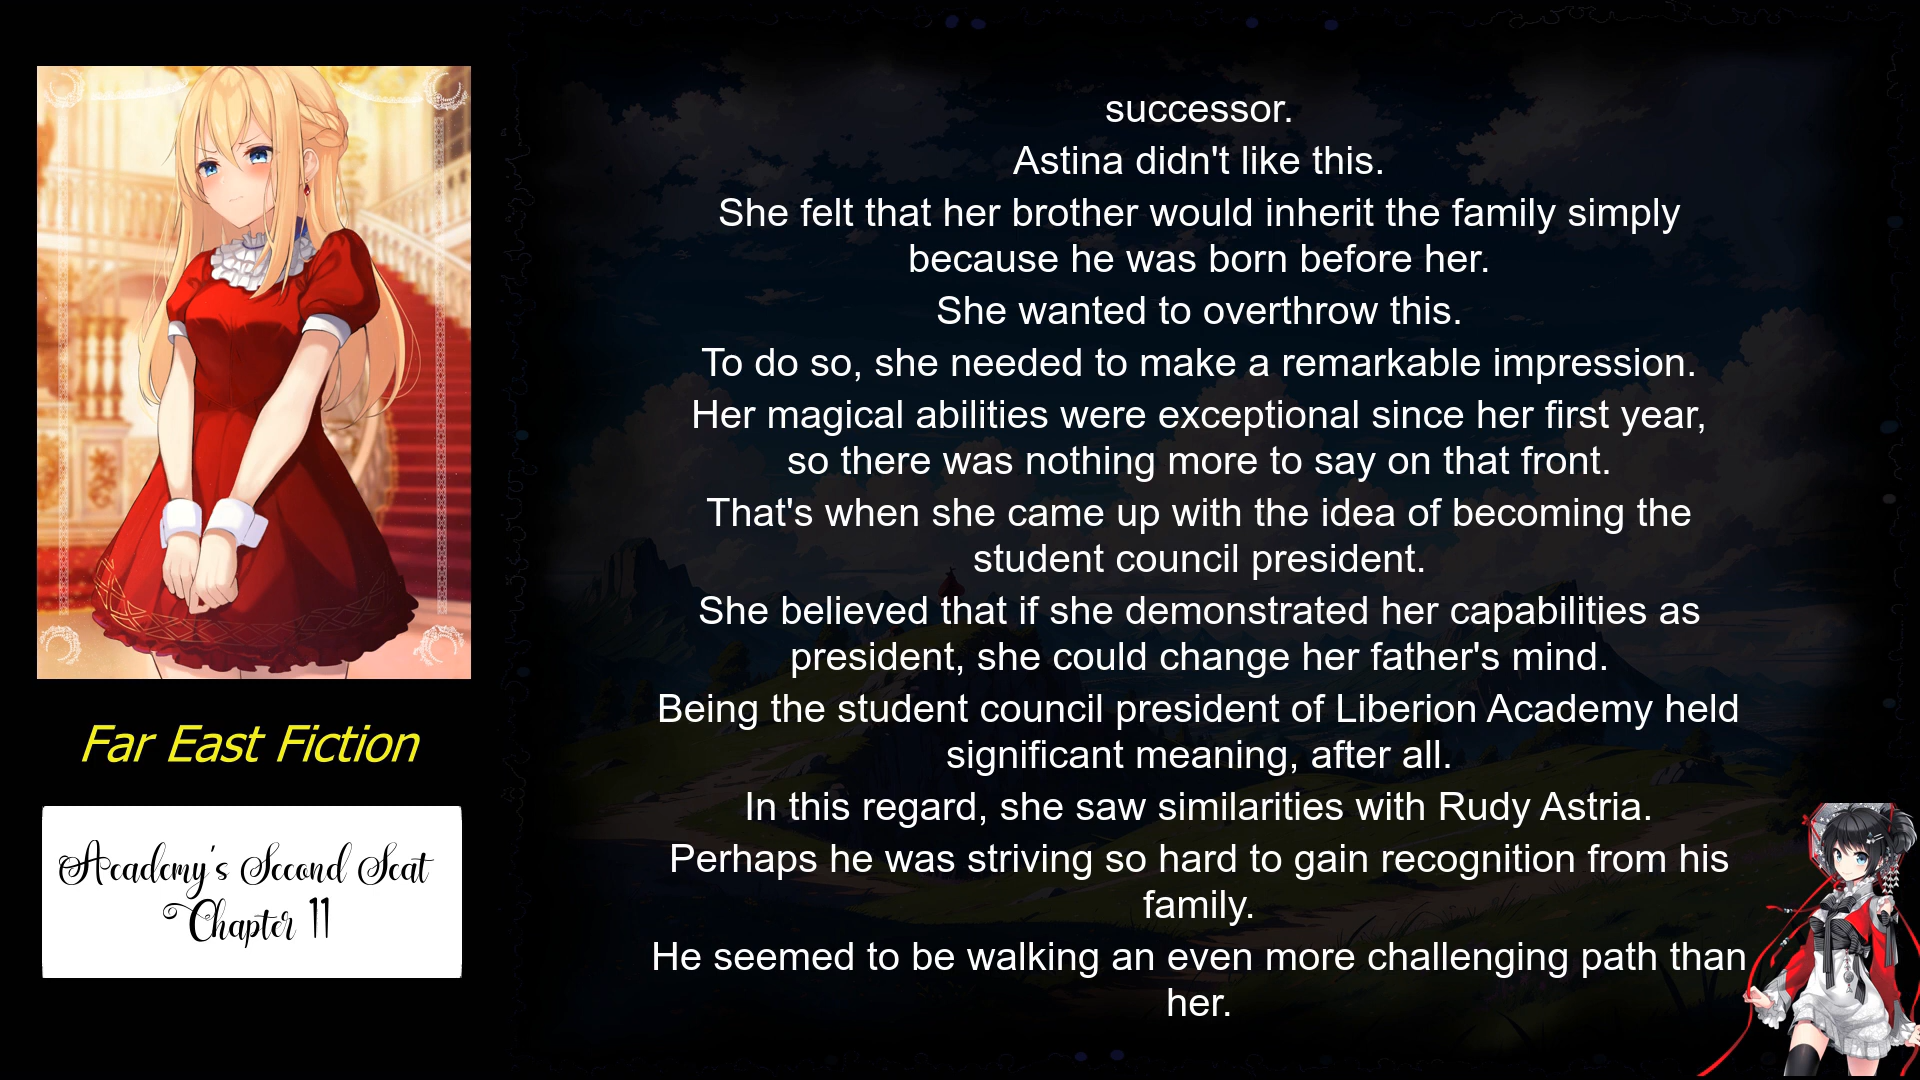 successor.
Astina didn't like this.
She felt that her brother would inherit the family simply
because he was born before her.
She wanted to overthrow this.
To do so, she needed to make a remarkable impression.
Her magical abilities were exceptional since her first year,
so there was nothing more to say on that front.
That's when she came up with the idea of becoming the
student council president.
She believed that if she demonstrated her capabilities as
president, she could change her father's mind.
Being the student council president of Liberion Academy held
significant meaning, after all.
In this regard, she saw similarities with Rudy Astria.
Perhaps he was striving so hard to gain recognition from his
family.
He seemed to be walking an even more challenging path than
her.
Far East Fiction
Academy's Second Seat
Chapter 11